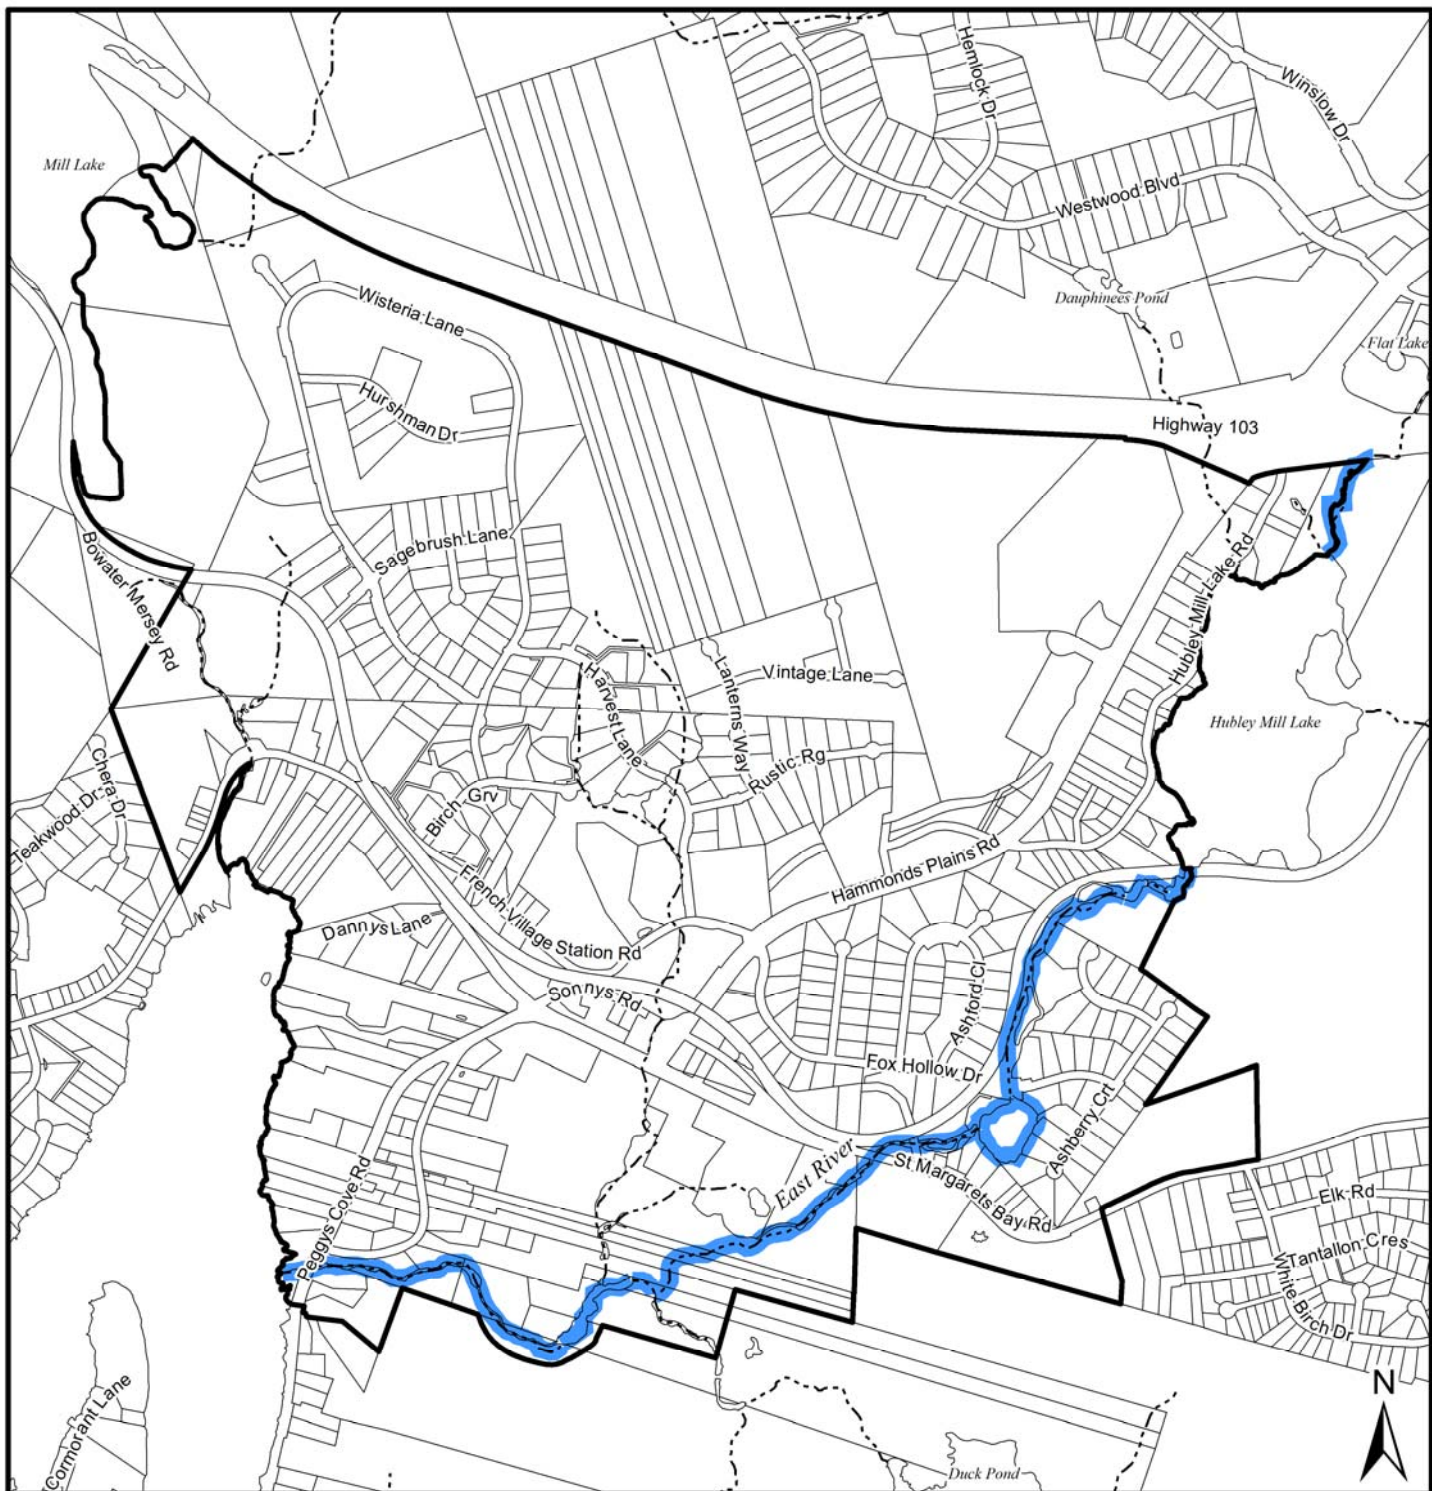 Hemlock Dr
Winslow Dr
Mill Lake
Westwood Blvd
Dauphinees Pond
Wisteria Lane
Flat Lake
Hurshman Dr
Highway 103
Sagebrush Lane
Bowater Mersey Rd
Hubley Mill Lake Rd
Harvest Lane
Lanterns Way
Vintage Lane
Hubley Mill Lake
Chera Dr
Rustic Rg
Teakwood Dr
Birch Grv
Hammonds Plains Rd
French Village Station Rd
Dannys Lane
Sonnys Rd
Ashford Cl
Fox Hollow Dr
Ashberry Crt
East River
St Margarets Bay Rd
Elk Rd
Peggys Cove Rd
Tantallon Cres
White Birch Dr
N
Cormorant Lane
Duck Pond